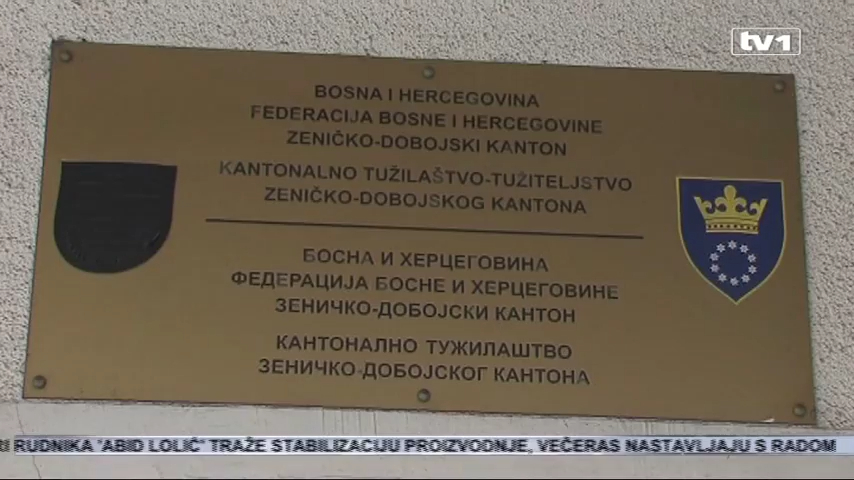 tv1
BOSNA I HERCEGOVINA
FEDERACIJA BOSNE I HERCEGOVINE
ZENIČKO-DOBOJSKI KANTON
KANTONALNO TUŽILAŠTVO-TUŽITELJSTVO
ZENIČKO-DOBOJSKOG KANTONA
БОСНА И ХЕРЦЕГОВИНА
ФЕДЕРАЦИЈА БОСНЕ И ХЕРЦЕГОВИНЕ
ЗЕНИЧКО-ДОБОЈСКИ КАНТОН
КАНТОНАЛНО ТУЖИЛАШТВО
ЗЕНИЧКО-ДОБОЈСКОГ КАНТОНА
RUDNIKA "ABID LOLIĆ" TRAŽE STABILIZACIJU PROIZVODNJE, VEČERAS NASTAVLJAJU S RADOM